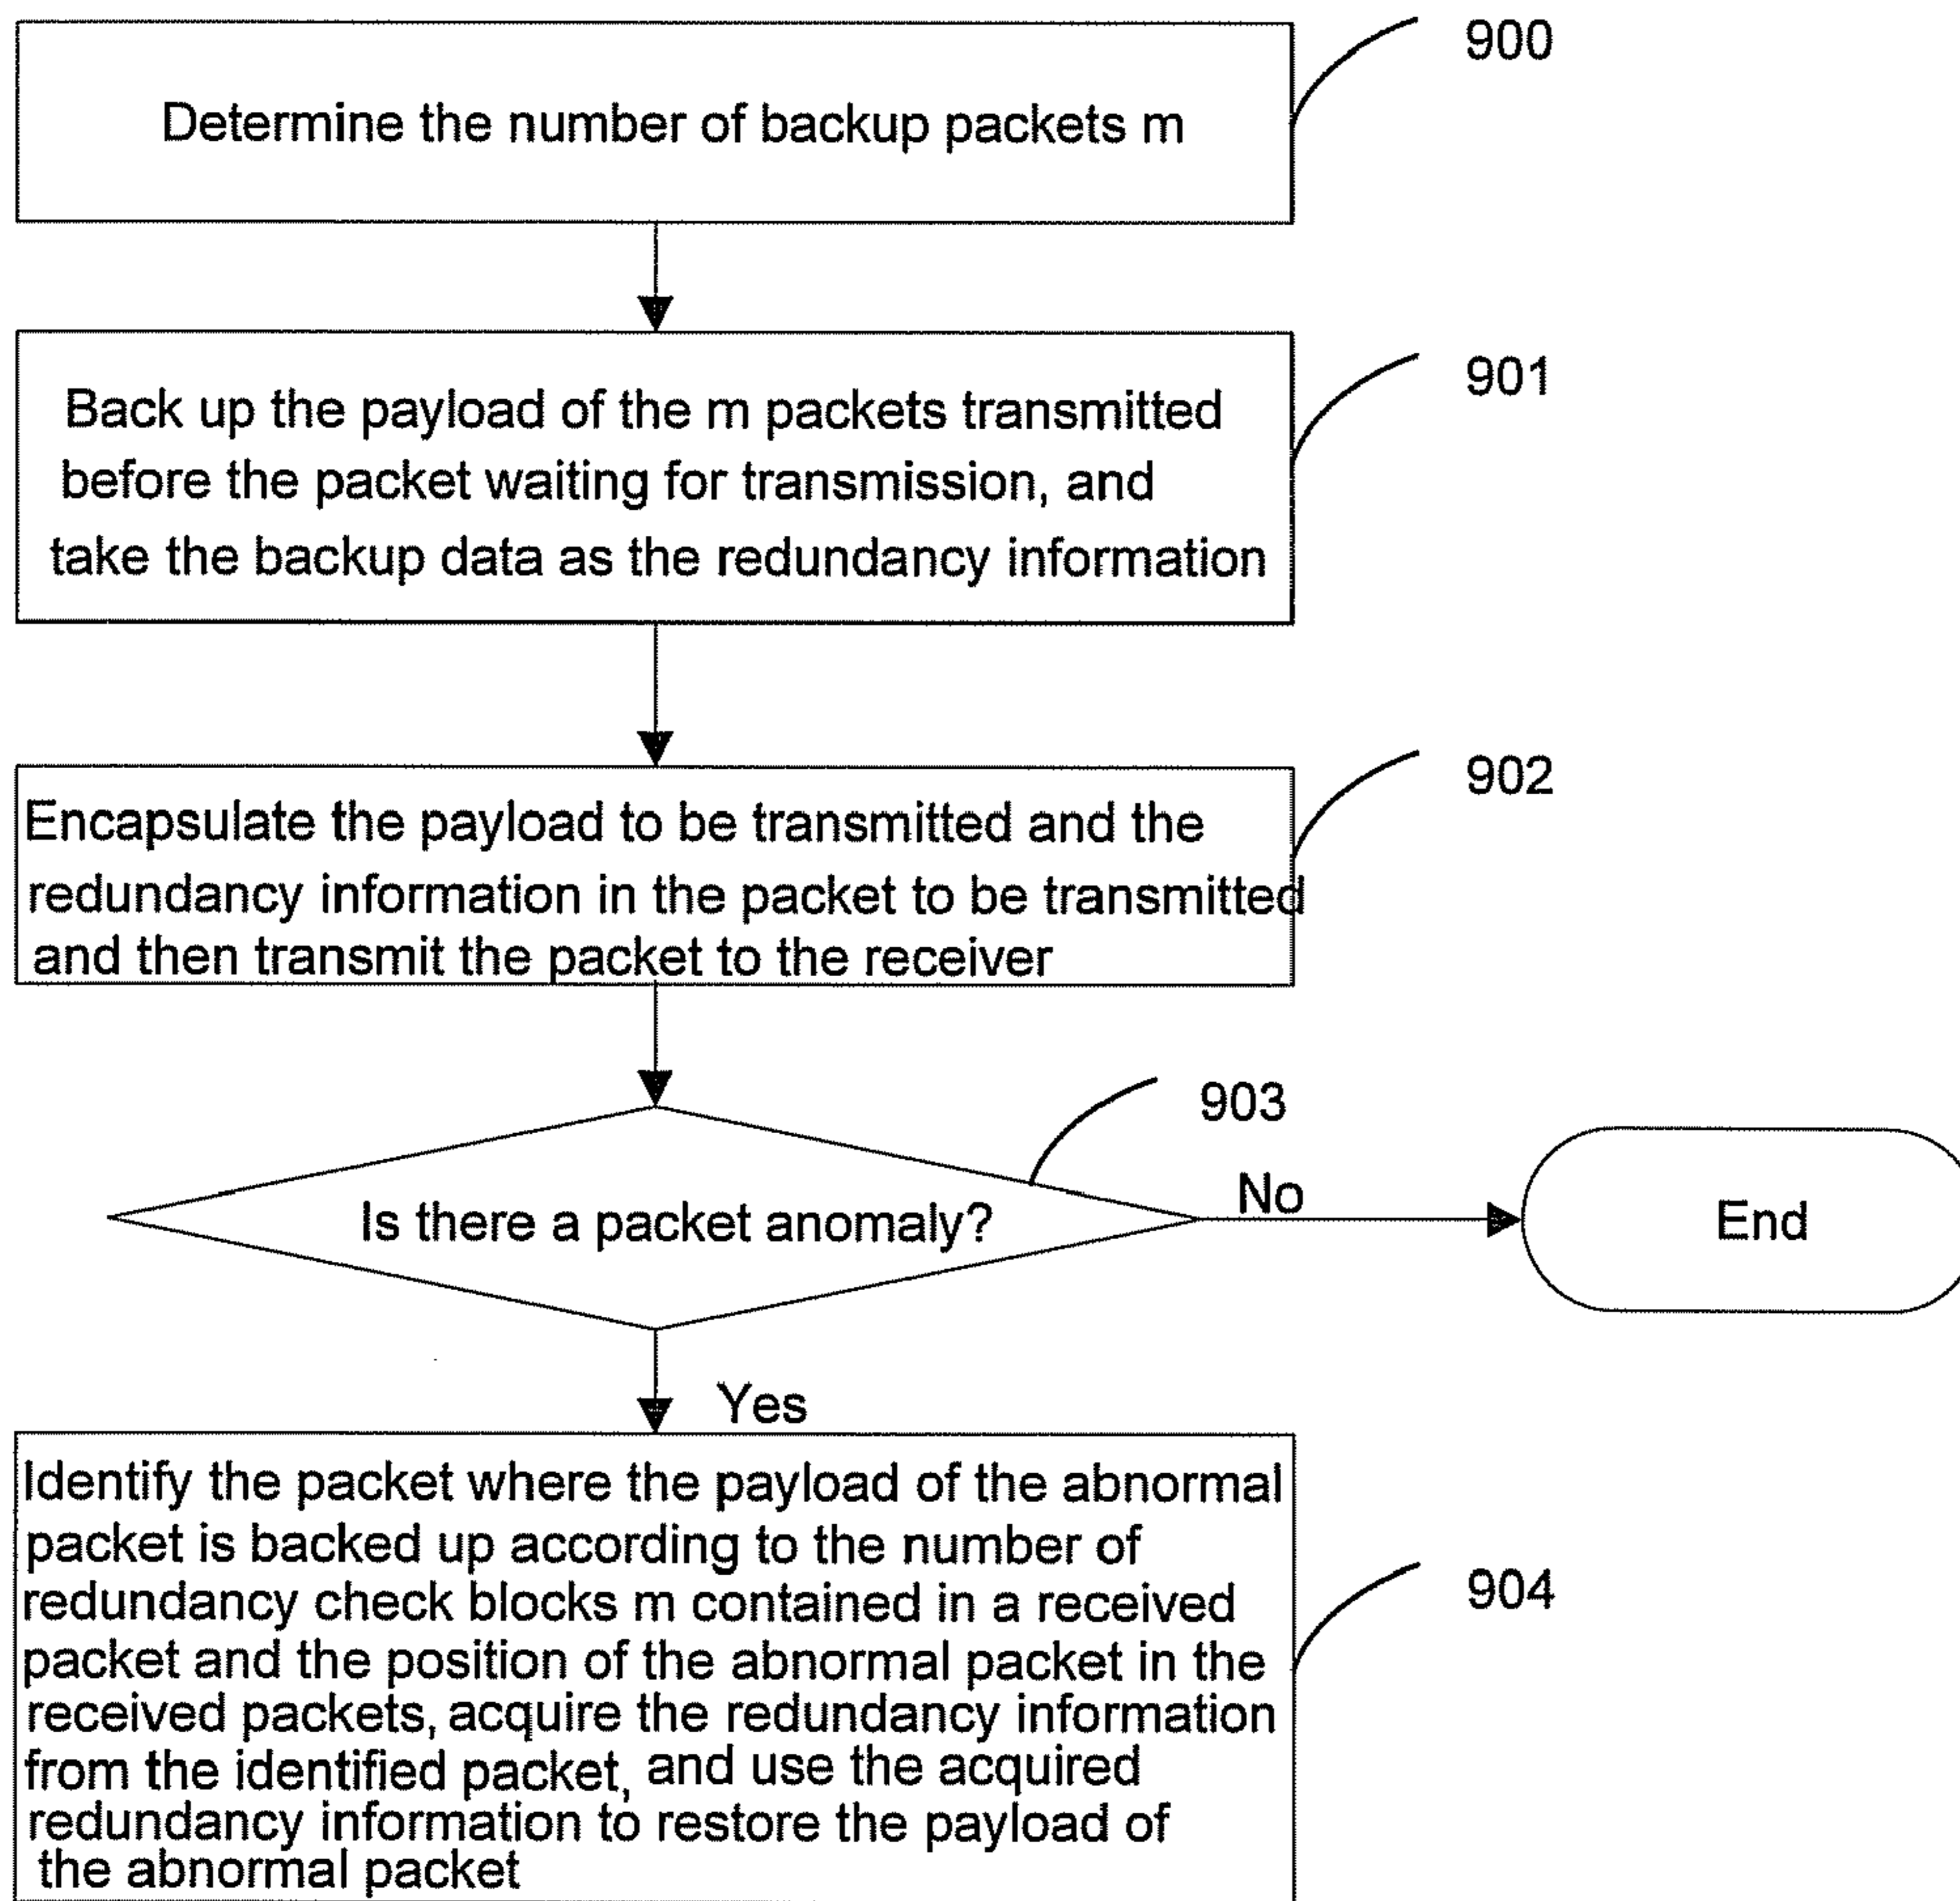 900
Determine the number of backup packets m
901
Back up the payload of the m packets transmitted
before the packet waiting for transmission, and
take the backup data as the redundancy information
902
Encapsulate the payload to be transmitted and the
redundancy information in the packet to be transmitted
and then transmit the packet to the receiver
903
Is there a packet anomaly?
No
End
Yes
Identify the packet where the payload of the abnormal
packet is backed up according to the number of
redundancy check blocks m contained in a received
packet and the position of the abnormal packet in the
received packets, acquire the redundancy information
from the identified packet, and use the acquired
redundancy information to restore the payload of
the abnormal packet
904